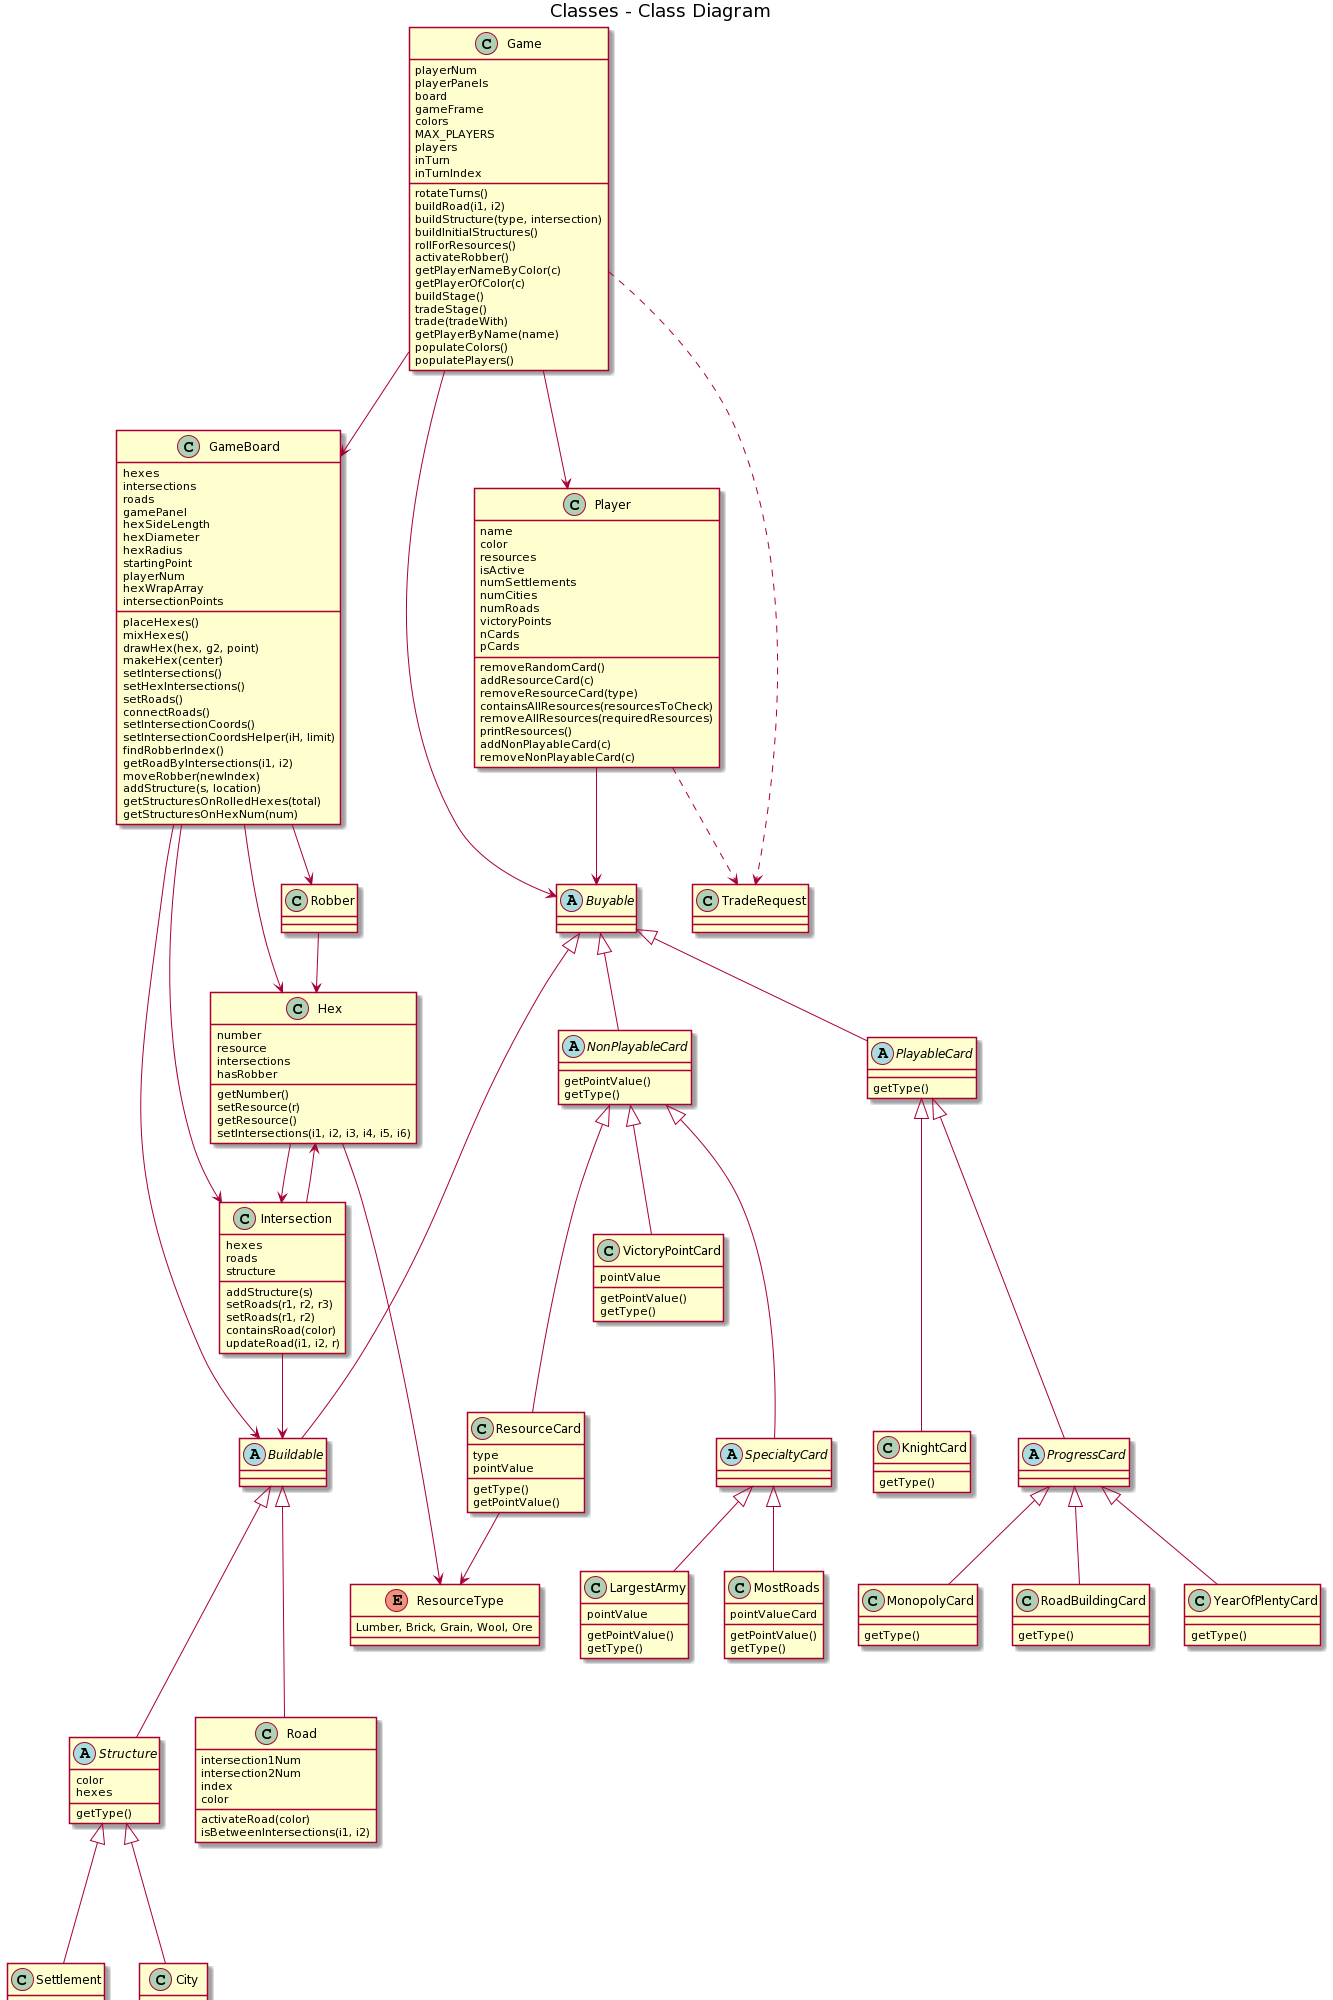 Classes - Class Diagram
C Game
playerNum
playerPanels
board
gameFrame
colors
MAX_PLAYERS
players
inTurn
inTurnIndex
rotateTurns()
buildRoad(i1, i2)
buildStructure(type, intersection)
buildInitialStructures()
rollForResources()
activateRobber()
getPlayerNameByColor(c)
getPlayerOfColor(c)
buildStage()
tradeStage()
trade(tradeWith)
getPlayerByName(name)
populateColors()
populatePlayers()
C GameBoard
hexes
intersections
roads
gamePanel
hexSideLength
hexDiameter
hexRadius
startingPoint
playerNum
hexWrapArray
intersectionPoints
placeHexes()
mixHexes()
drawHex(hex, g2, point)
makeHex(center)
setIntersections()
setHexIntersections()
setRoads()
connectRoads()
setIntersectionCoords()
setIntersectionCoordsHelper(iH, limit)
findRobberIndex()
getRoadByIntersections(i1, i2)
moveRobber(newIndex)
addStructure(s, location)
getStructuresOnRolledHexes(total)
getStructuresOnHexNum(num)
C Player
name
color
resources
isActive
numSettlements
numCities
numRoads
victoryPoints
nCards
pCards
removeRandomCard()
addResourceCard(c)
removeResourceCard(type)
containsAllResources(resourcesToCheck)
removeAllResources(requiredResources)
printResources()
addNonPlayableCard(c)
removeNonPlayableCard(c)
C Robber
A Buyable
C TradeRequest
C Hex
number
resource
intersections
hasRobber
getNumber()
setResource(r)
getResource()
setIntersections(i1, i2, i3, i4, i5, i6)
A NonPlayableCard
getPointValue()
getType()
A PlayableCard
getType()
C Intersection
hexes
roads
structure
addStructure(s)
setRoads(r1, r2, r3)
setRoads(r1, r2)
containsRoad(color)
updateRoad(i1, i2, r)
C VictoryPointCard
pointValue
getPointValue()
getType()
A Buildable
C ResourceCard
type
pointValue
getType()
getPointValue()
A SpecialtyCard
C KnightCard
getType()
A ProgressCard
E ResourceType
Lumber, Brick, Grain, Wool, Ore
C LargestArmy
pointValue
getPointValue()
getType()
C MostRoads
pointValueCard
getPointValue()
getType()
C MonopolyCard
getType()
C RoadBuildingCard
getType()
C YearOfPlentyCard
getType()
A Structure
color
hexes
getType()
C Road
intersection1Num
intersection2Num
index
color
activateRoad(color)
isBetweenIntersections(i1, i2)
C Settlement
C City